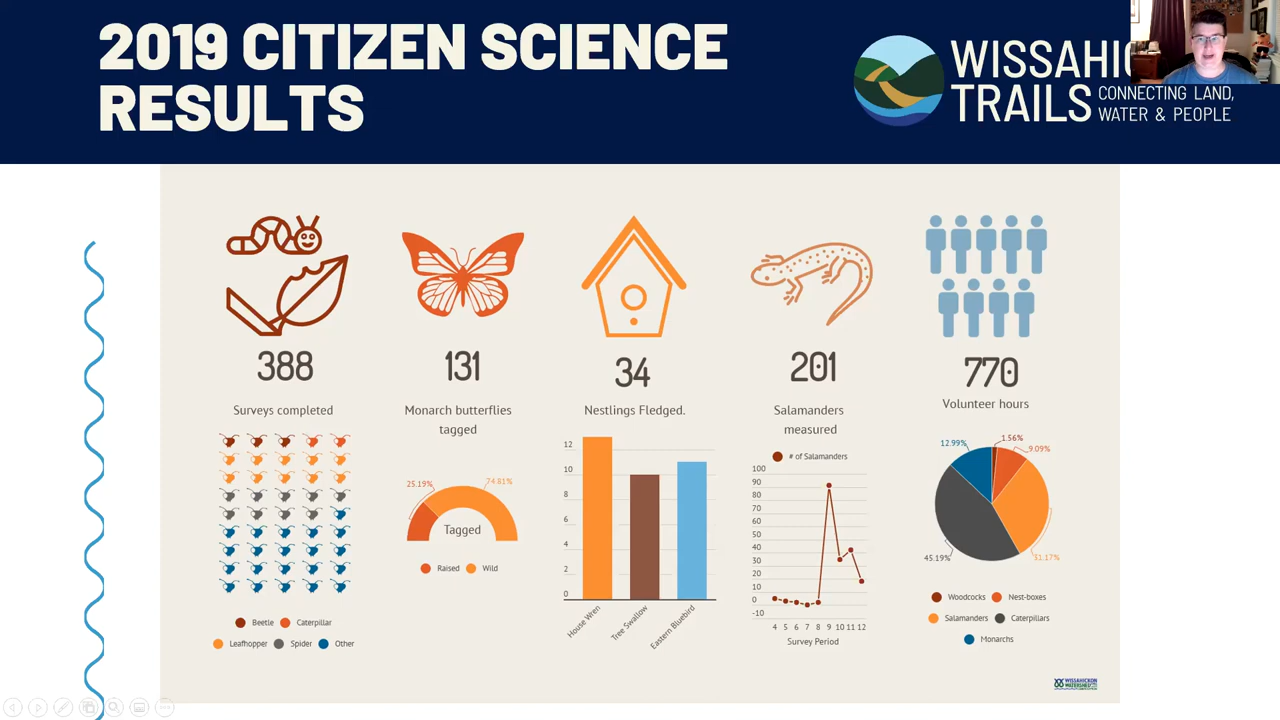 2019 CITIZEN SCIENCE
RESULTS
TRAILS
CONNECTING LAND,
WATER & PEOPLE
388
Surveys completed
Beetle
Caterpillar
Leafhopper
Spider
Other
131
Monarch butterflies
tagged
25.19%
74.81%
Tagged
Raised
Wild
34
Nestlings Fledged.
12
10
8
6
4
2
0
House Wren
Tree Swallow
Eastern Bluebird
201
Salamanders
measured
# of Salamanders
100
90
80
70
60
50
40
30
20
10
0
-10
4 5 6 7 8 9 10 11 12
Survey Period
770
Volunteer hours
12.99%
1.56%
9.09%
45.19%
31.17%
Woodcocks
Nest-boxes
Salamanders
Caterpillars
Monarchs
WISSAHICKON
WATERSHED